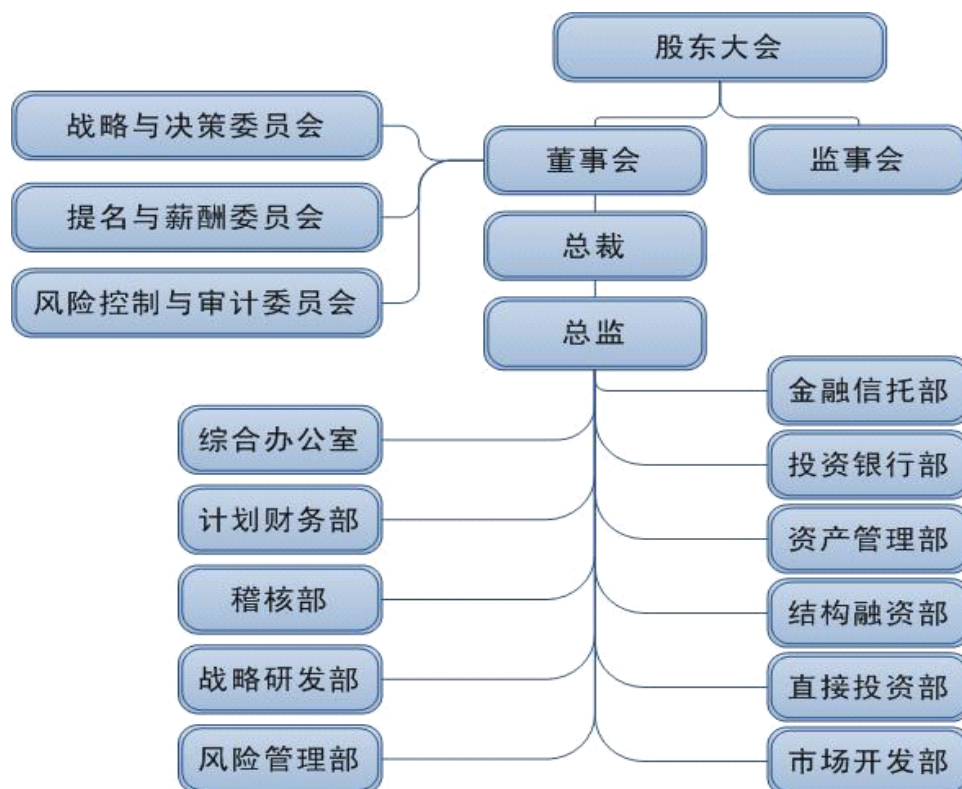 股东大会
战略与决策委员会
董事会
监事会
提名与薪酬委员会
总裁
风险控制与审计委员会
总监
金融信托部
综合办公室
投资银行部
计划财务部
资产管理部
稽核部
结构融资部
战略研发部
直接投资部
风险管理部
市场开发部